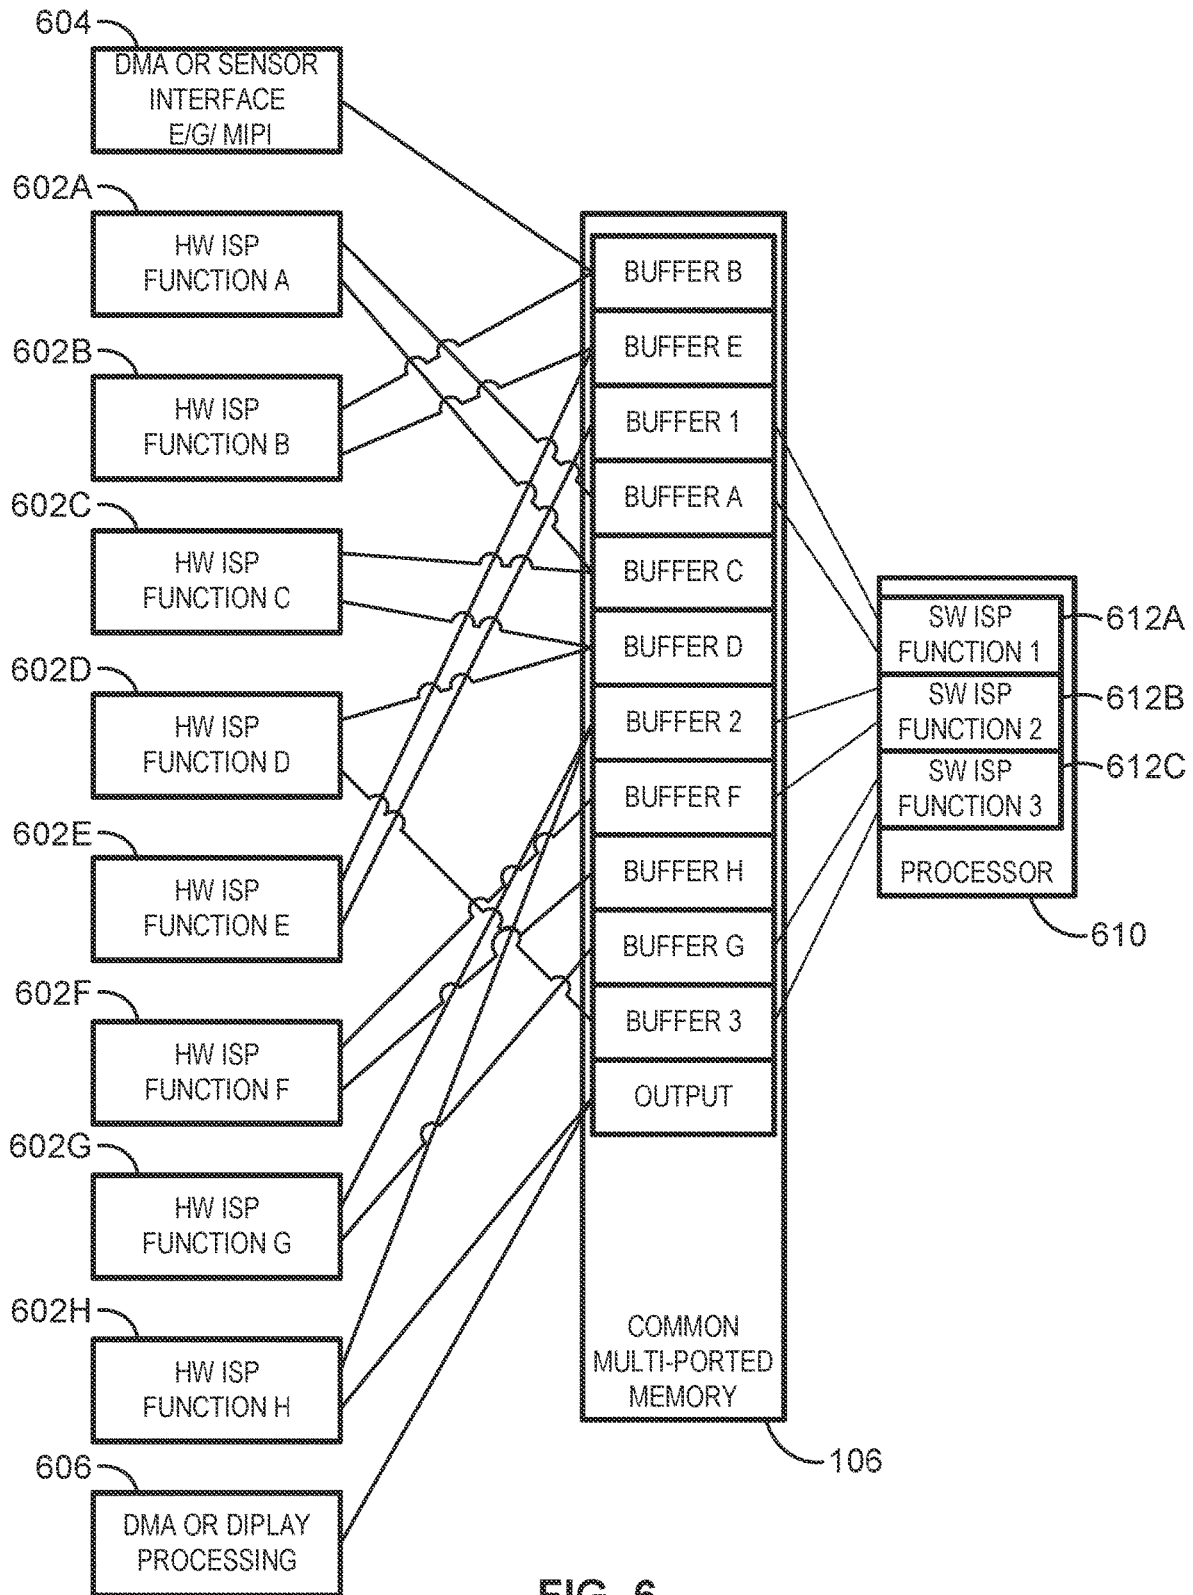 604
DMA OR SENSOR
INTERFACE
E/G/ MIPI
602A
HW ISP
FUNCTION A
602B
HW ISP
FUNCTION B
602C
HW ISP
FUNCTION C
602D
HW ISP
FUNCTION D
602E
HW ISP
FUNCTION E
602F
HW ISP
FUNCTION F
602G
HW ISP
FUNCTION G
602H
HW ISP
FUNCTION H
606
DMA OR DIPLAY
PROCESSING
BUFFER B
BUFFER E
BUFFER 1
BUFFER A
BUFFER C
BUFFER D
BUFFER 2
BUFFER F
BUFFER H
BUFFER G
BUFFER 3
OUTPUT
COMMON
MULTI-PORTED
MEMORY
106
SW ISP
FUNCTION 1
612A
SW ISP
FUNCTION 2
612B
SW ISP
FUNCTION 3
612C
PROCESSOR
610
FIG. 6